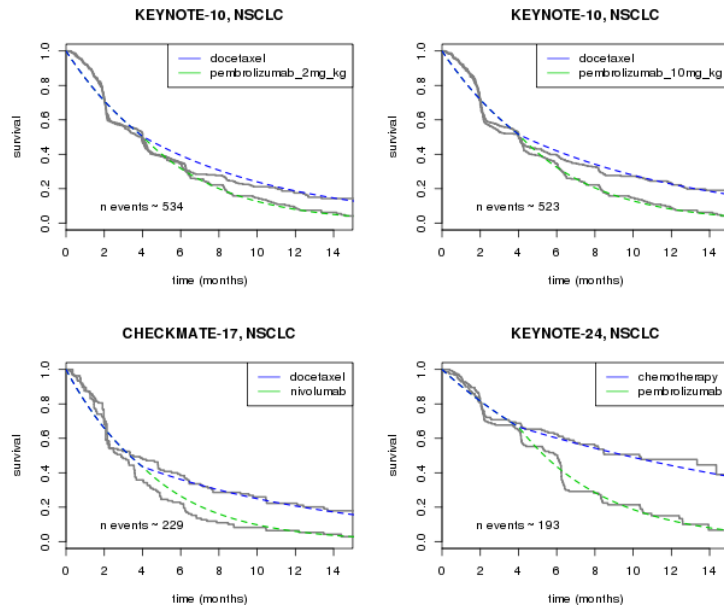 KEYNOTE-10, NSCLC
docetaxel
pembrolizumab_2mg_kg
survival
0.0 0.2 0.4 0.6 0.8 1.0
n events ~ 534
0 2 4 6 8 10 12 14
time (months)
KEYNOTE-10, NSCLC
docetaxel
pembrolizumab_10mg_kg
survival
0.0 0.2 0.4 0.6 0.8 1.0
n events ~ 523
0 2 4 6 8 10 12 14
time (months)
CHECKMATE-17, NSCLC
docetaxel
nivolumab
survival
0.0 0.2 0.4 0.6 0.8 1.0
n events ~ 229
0 2 4 6 8 10 12 14
time (months)
KEYNOTE-24, NSCLC
chemotherapy
pembrolizumab
survival
0.0 0.2 0.4 0.6 0.8 1.0
n events ~ 193
0 2 4 6 8 10 12 14
time (months)